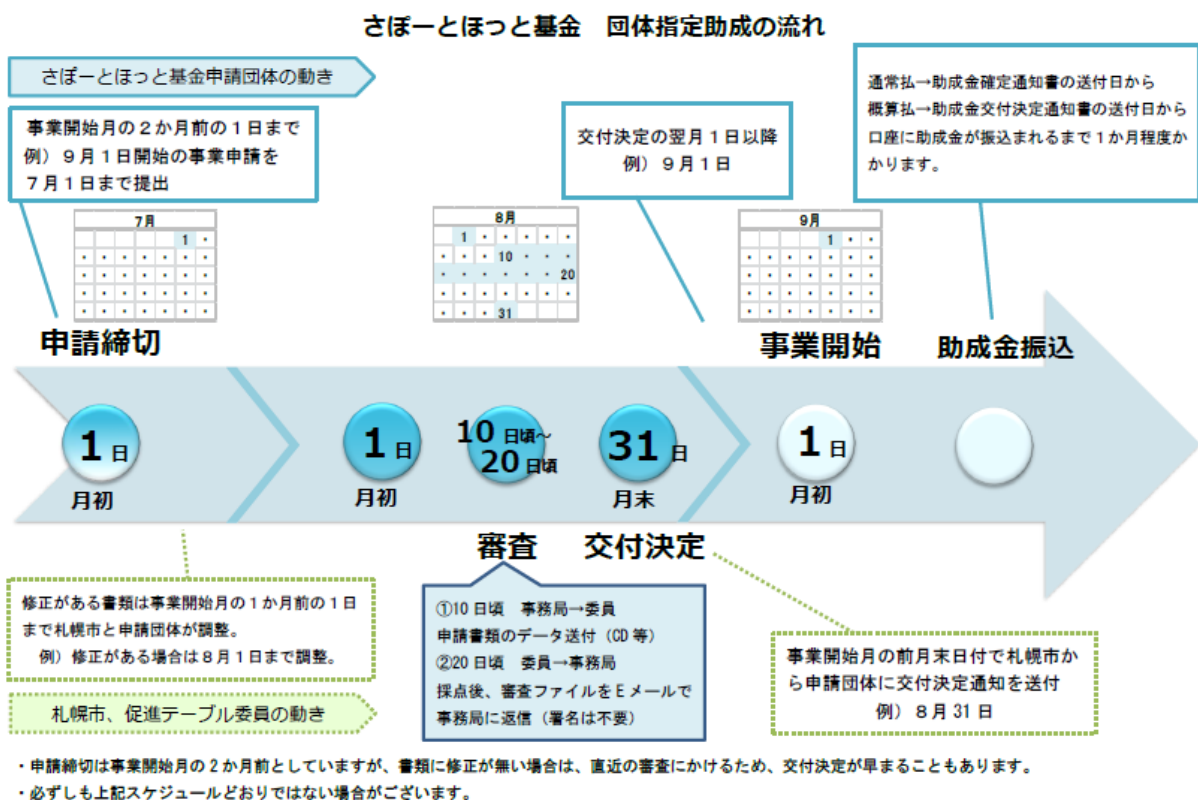 さぽーとほっと基金　団体指定助成の流れ
さぽーとほっと基金申請団体の動き
事業開始月の２か月前の１日まで
例）９月１日開始の事業申請を
７月１日まで提出
交付決定の翌月１日以降
例）９月１日
通常払→助成金確定通知書の送付日から
概算払→助成金交付決定通知書の送付日から
口座に助成金が振込まれるまで１か月程度か
かります。
7月
1
8月
1
10
20
31
9月
1
申請締切
事業開始
助成金振込
1日
月初
1日
月初
10日頃～
20日頃
31日
月末
1日
月初
審査
交付決定
修正がある書類は事業開始月の１か月前の１日
まで札幌市と申請団体が調整。
例）修正がある場合は８月１日まで調整。
札幌市、促進テーブル委員の動き
①10日頃　事務局→委員
申請書類のデータ送付（CD等）
②20日頃　委員→事務局
採点後、審査ファイルをＥメールで
事務局に返信（署名は不要）
事業開始月の前月末日付で札幌市か
ら申請団体に交付決定通知を送付
例）８月31日
・申請締切は事業開始月の２か月前としていますが、書類に修正が無い場合は、直近の審査にかけるため、交付決定が早まることもあります。
・必ずしも上記スケジュールどおりではない場合がございます。